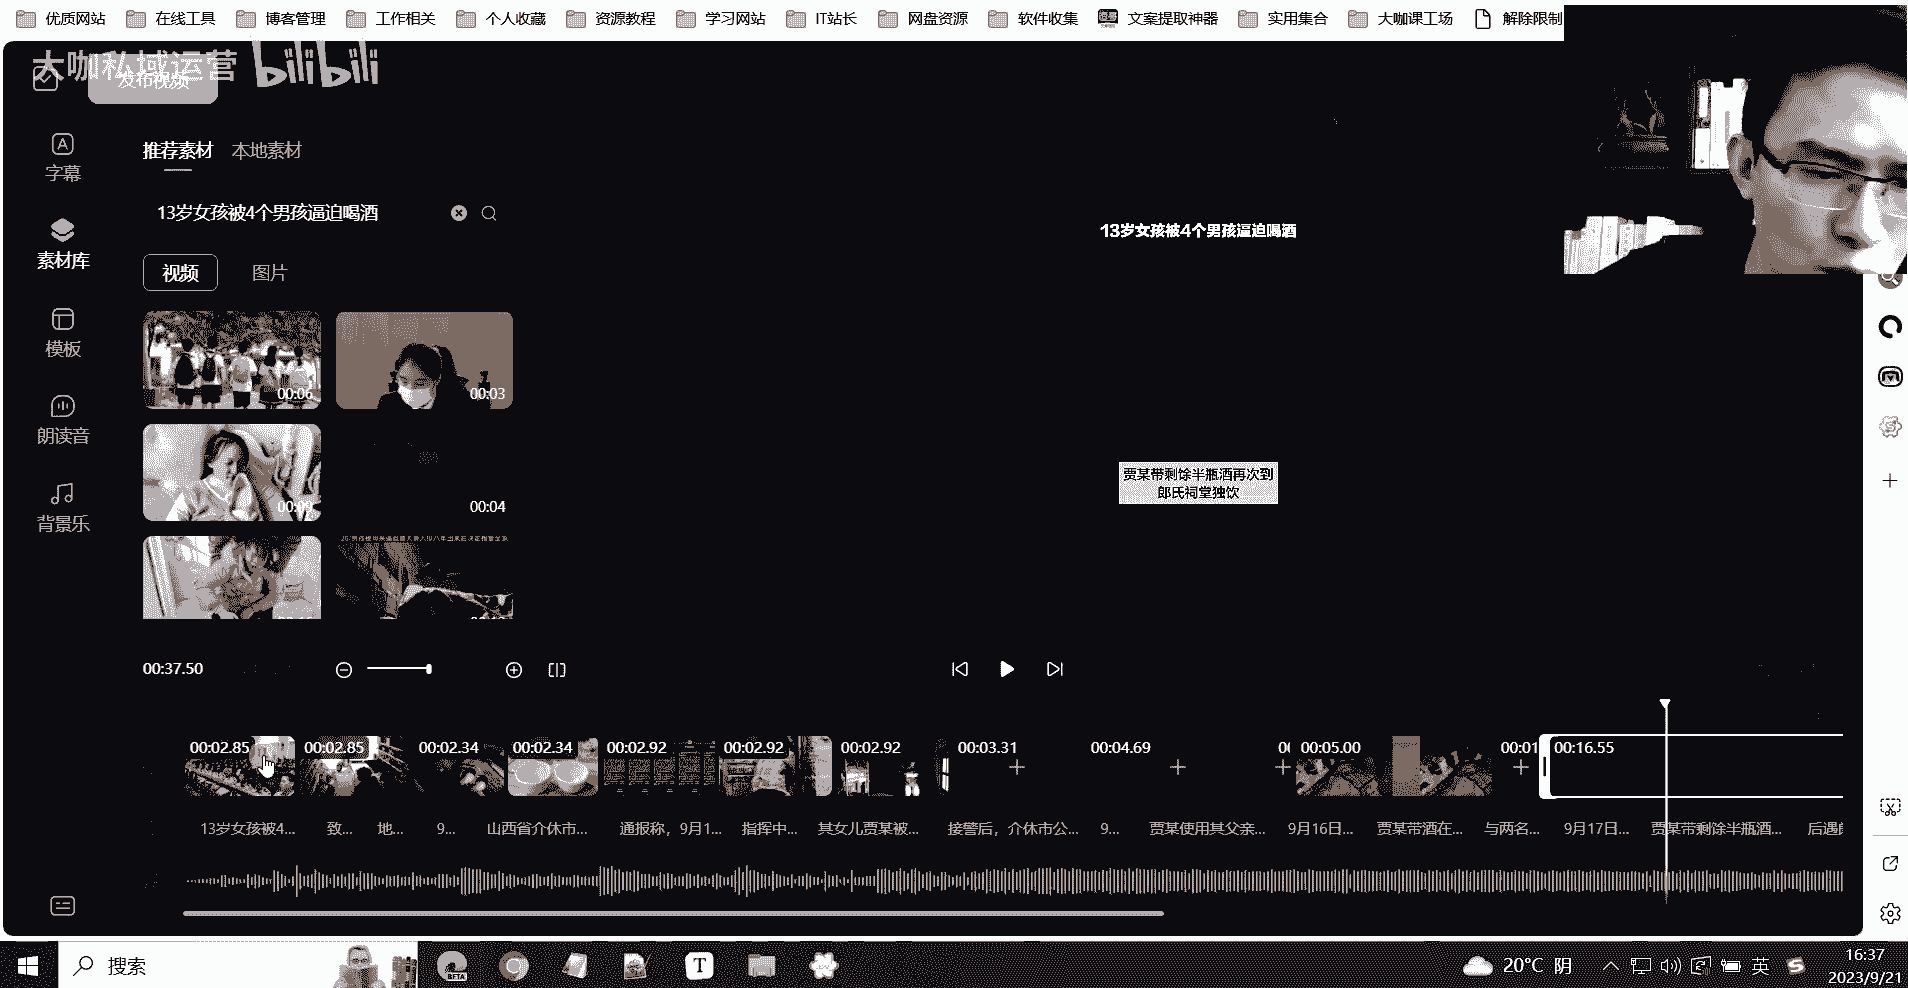 优质网站 在线工具 博客管理 工作相关 个人收藏 资源教程 学习网站 IT站长 网盘资源 软件收集 文案提取神器 实用集合 大咖课工场 解除限制
大咖私域运营 bilibili
发布视频
字幕
素材库
模板
朗读音
背景乐
推荐素材 本地素材
13岁女孩被4个男孩逼迫喝酒
视频 图片
00:06 00:03
00:09 00:04
13岁女孩被4个男孩逼迫喝酒
贾某带剩馀半瓶酒再次到
郎氏祠堂独饮
00:37.50
00:02.85 00:02.85 00:02.34 00:02.34 00:02.92 00:02.92 00:02.92 00:03.31 00:04.69 00:05.00 00:01 00:16.55
13岁女孩被4... 致... 地... 9... 山西省介休市... 通报称，9月1... 指挥中... 其女儿贾某被... 接警后，介休市公... 9... 贾某使用其父亲... 9月16日... 贾某带酒在... 与两名... 9月17日... 贾某带剩馀半瓶酒... 后遇
搜索
BETA
T
20°C 阴
英
16:37
2023/9/21